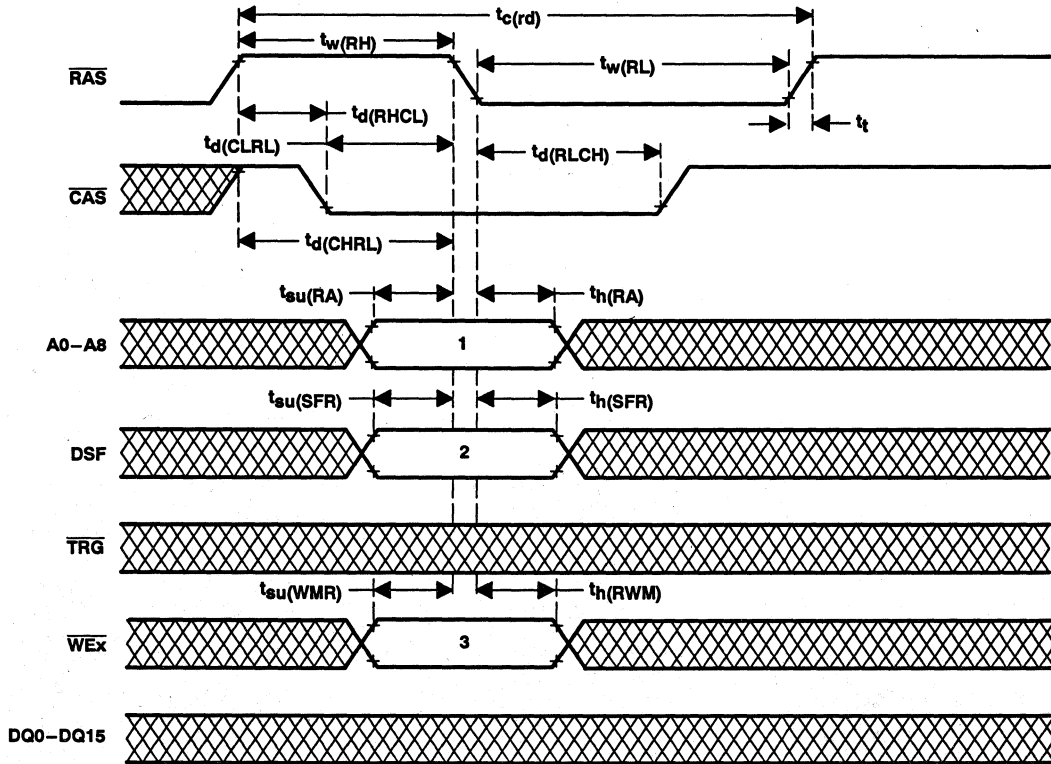 tc(rd)
tw(RH)
RAS
tw(RL)
td(RHCL)
tt
td(CLRL)
td(RLCH)
CAS
td(CHRL)
tsu(RA)
th(RA)
A0–A8
1
tsu(SFR)
th(SFR)
DSF
2
TRG
tsu(WMR)
th(RWM)
WEx
3
DQ0–DQ15